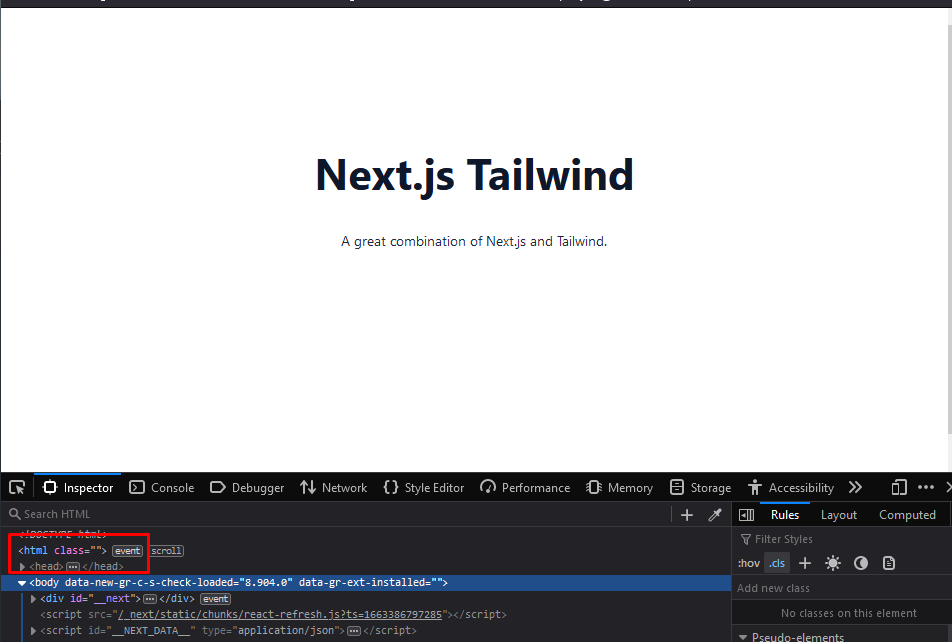 Next.js Tailwind
A great combination of Next.js and Tailwind.
Inspector Console Debugger Network Style Editor Performance Memory Storage Accessibility
Search HTML
Rules Layout Computed
<!DOCTYPE html>
Filter Styles
<html class=""> event scroll
:hov .cls
<head> </head>
<body data-new-gr-c-s-check-loaded="8.904.0" data-gr-ext-installed="">
Add new class
<div id="__next"> </div> event
<script src="/_next/static/chunks/react-refresh.js?ts=1663386797285"></script>
No classes on this element
<script id="__NEXT_DATA__" type="application/json"> </script>
Pseudo-elements